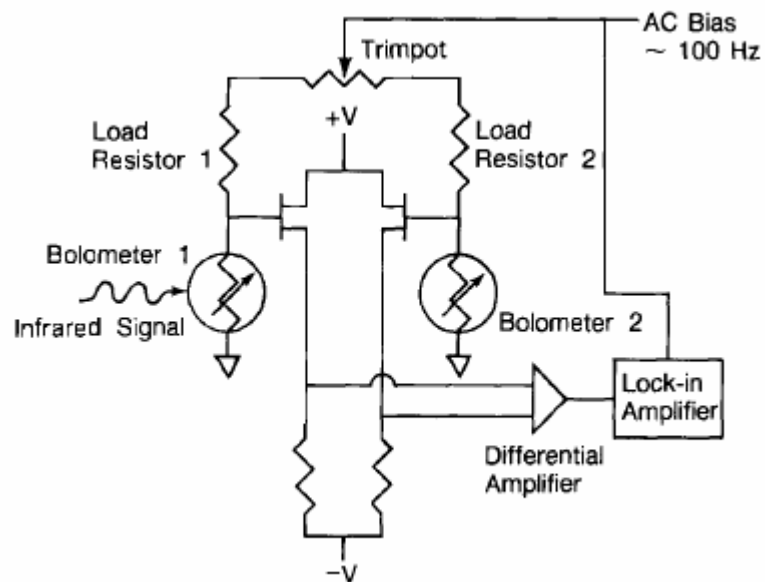 AC Bias
~ 100 Hz
Trimpot
+V
Load
Resistor 1
Load
Resistor 2
Bolometer 1
Infrared Signal
Bolometer 2
Lock-in
Amplifier
Differential
Amplifier
−V